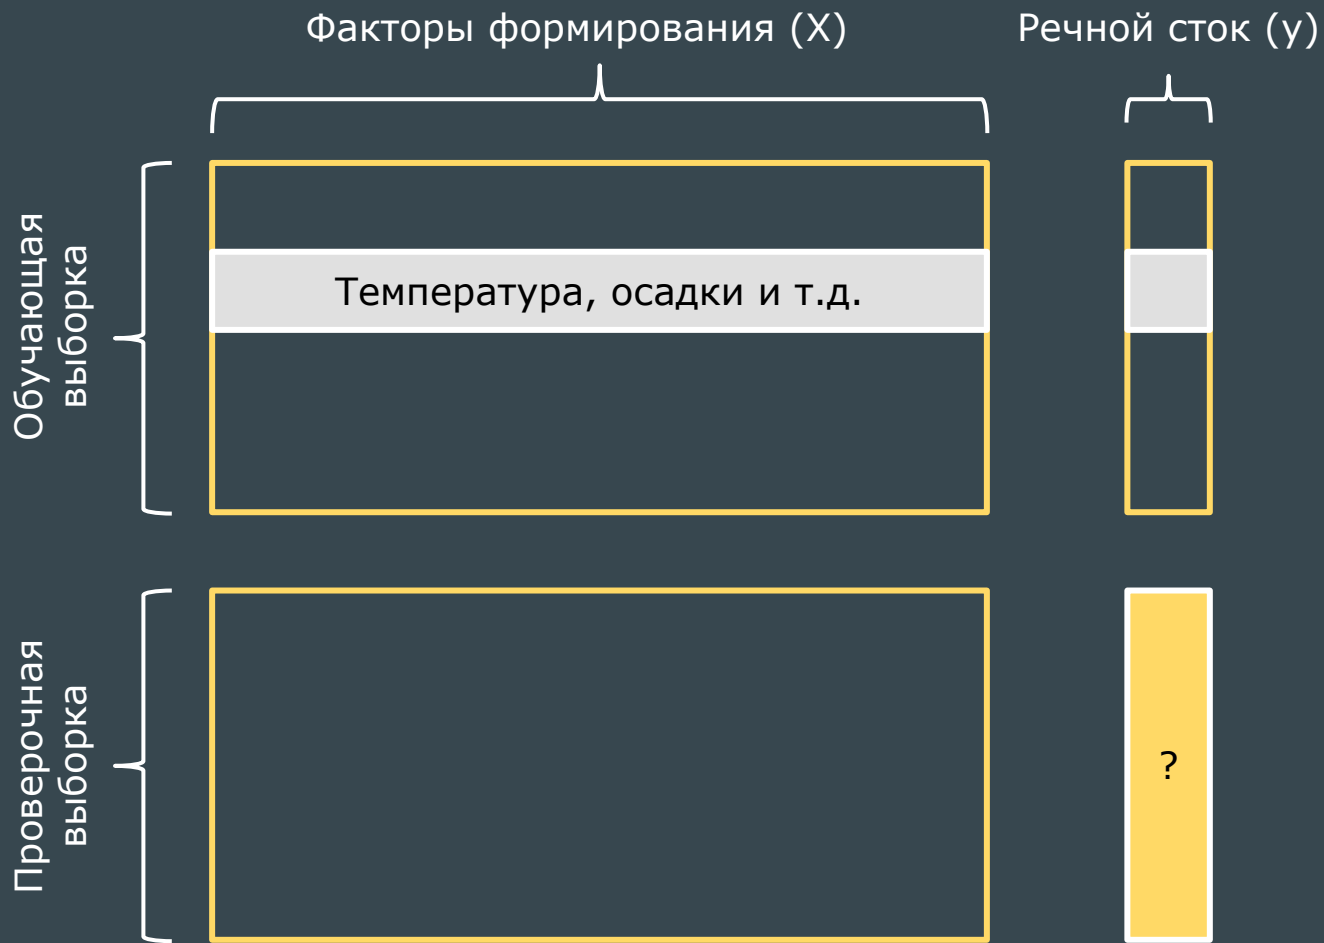 Факторы формирования (X)
Речной сток (y)
Обучающая
выборка
Температура, осадки и т.д.
Проверочная
выборка
?